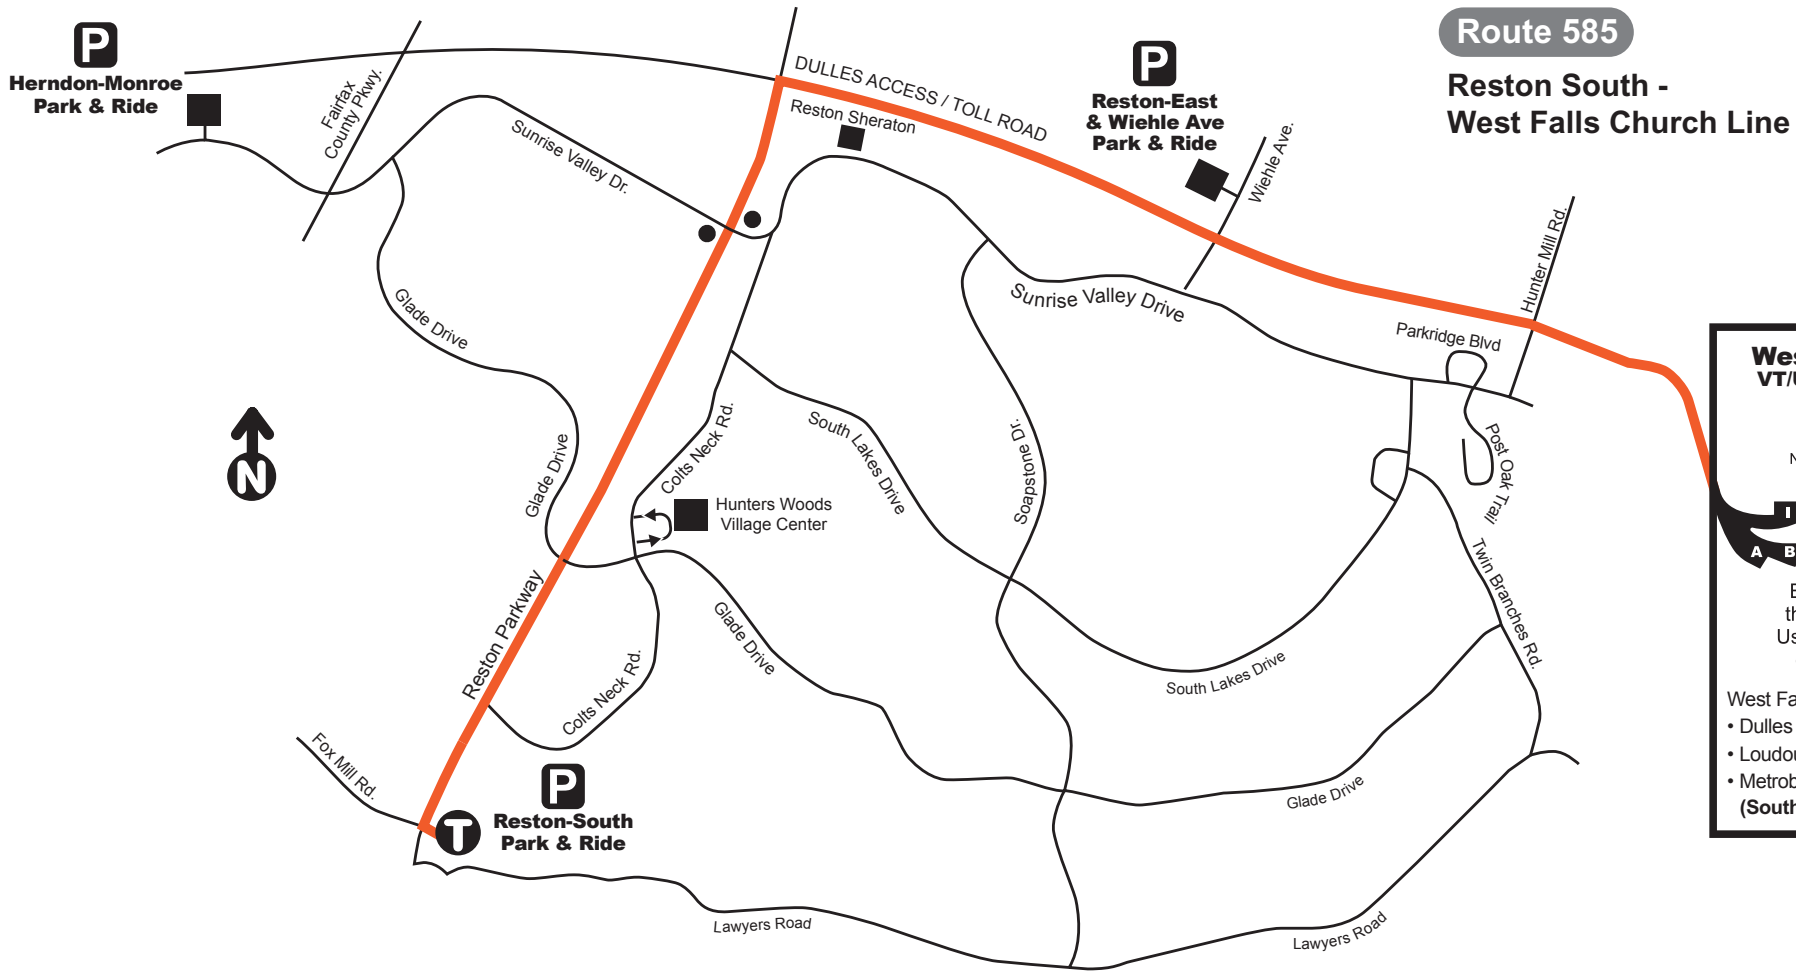 Route 585
Reston South -
West Falls Church Line
P
Herndon-Monroe
Park & Ride
Fairfax
County Pkwy.
Sunrise Valley Dr.
DULLES ACCESS / TOLL ROAD
Reston Sheraton
P
Reston-East
& Wiehle Ave
Park & Ride
Wiehle Ave.
Hunter Mill Rd.
Sunrise Valley Drive
Parkridge Blvd
Glade Drive
Glade Drive
Colts Neck Rd.
South Lakes Drive
Soapstone Dr.
Post Oak Trail
Twin Branches Rd.
N
Hunters Woods
Village Center
Reston Parkway
Glade Drive
Colts Neck Rd.
South Lakes Drive
Fox Mill Rd.
P
T
Reston-South
Park & Ride
Glade Drive
Lawyers Road
Lawyers Road
VT/
N
I
A B
Us
West Fa
• Dulles
• Loudou
• Metrob
(South